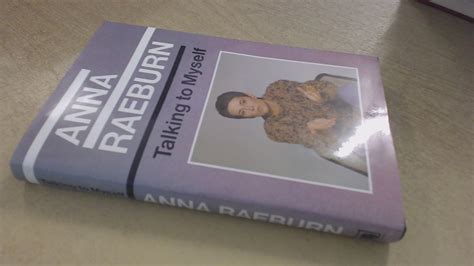 ANNA
RAEBURN
Talking to Myself
Talking to Myself
ANNA RAEBURN